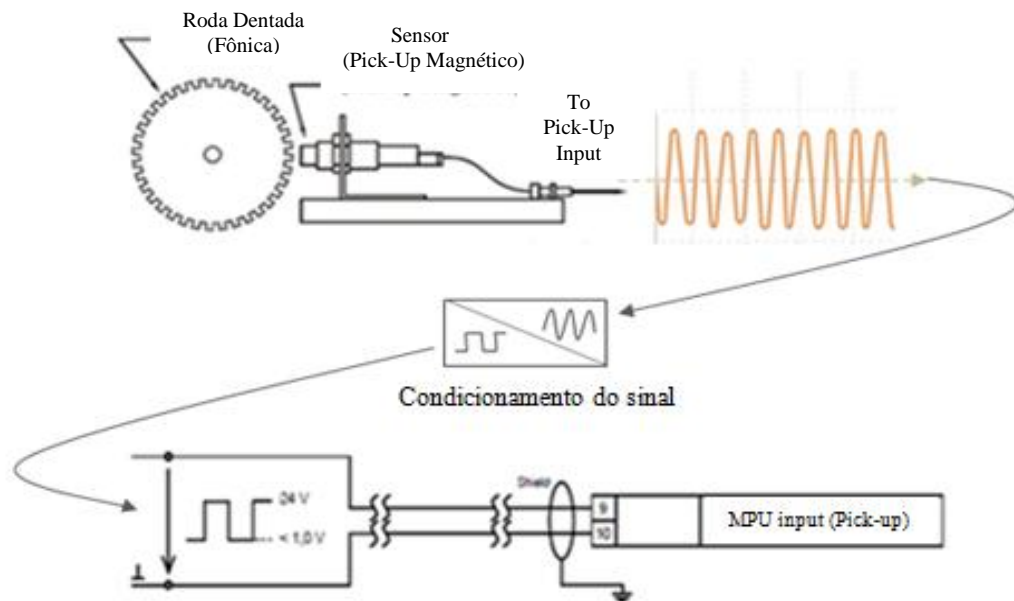 Roda Dentada
(Fônica)
Sensor
(Pick-Up Magnético)
To
Pick-Up
Input
Condicionamento do sinal
Shield
24 V
< 1,0 V
9
10
MPU input (Pick-up)